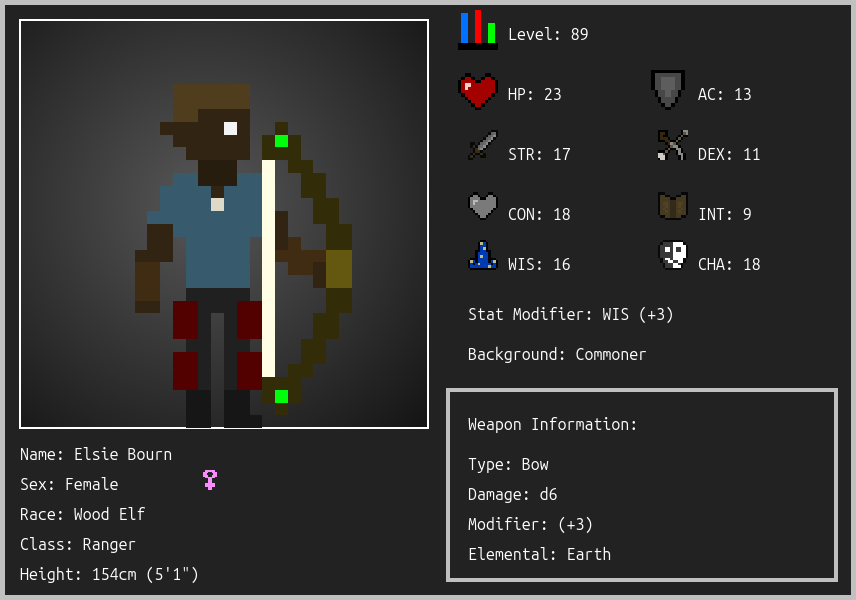 Level: 89
HP: 23
AC: 13
STR: 17
DEX: 11
CON: 18
INT: 9
WIS: 16
CHA: 18
Stat Modifier: WIS (+3)
Background: Commoner
Weapon Information:
Type: Bow
Damage: d6
Modifier: (+3)
Elemental: Earth
Name: Elsie Bourn
Sex: Female
Race: Wood Elf
Class: Ranger
Height: 154cm (5'1")